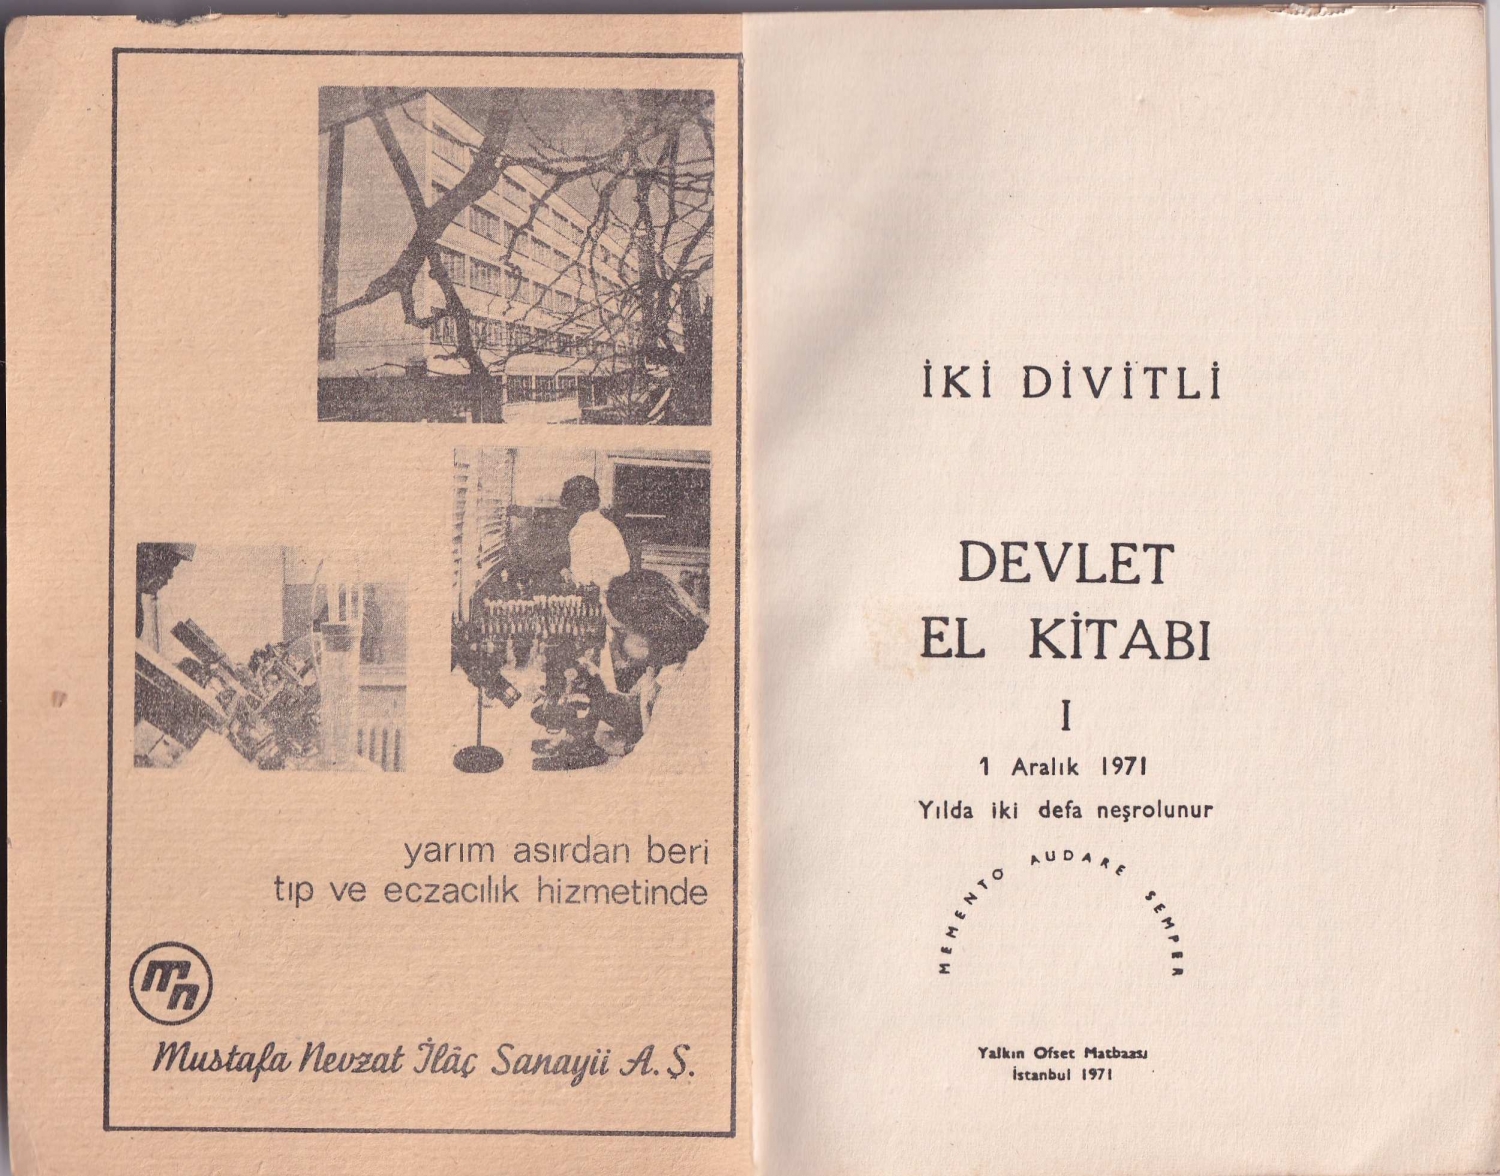 yarım asırdan beri
tıp ve eczacılık hizmetinde
mn
Mustafa Nevzat İlâç Sanayii A.Ş.
İKİ DİVİTLİ
DEVLET
EL KİTABI
I
1 Aralık 1971
Yılda iki defa neşrolunur
MEMENTO AUDARE SEMPER
Yalkın Ofset Matbaası
İstanbul 1971